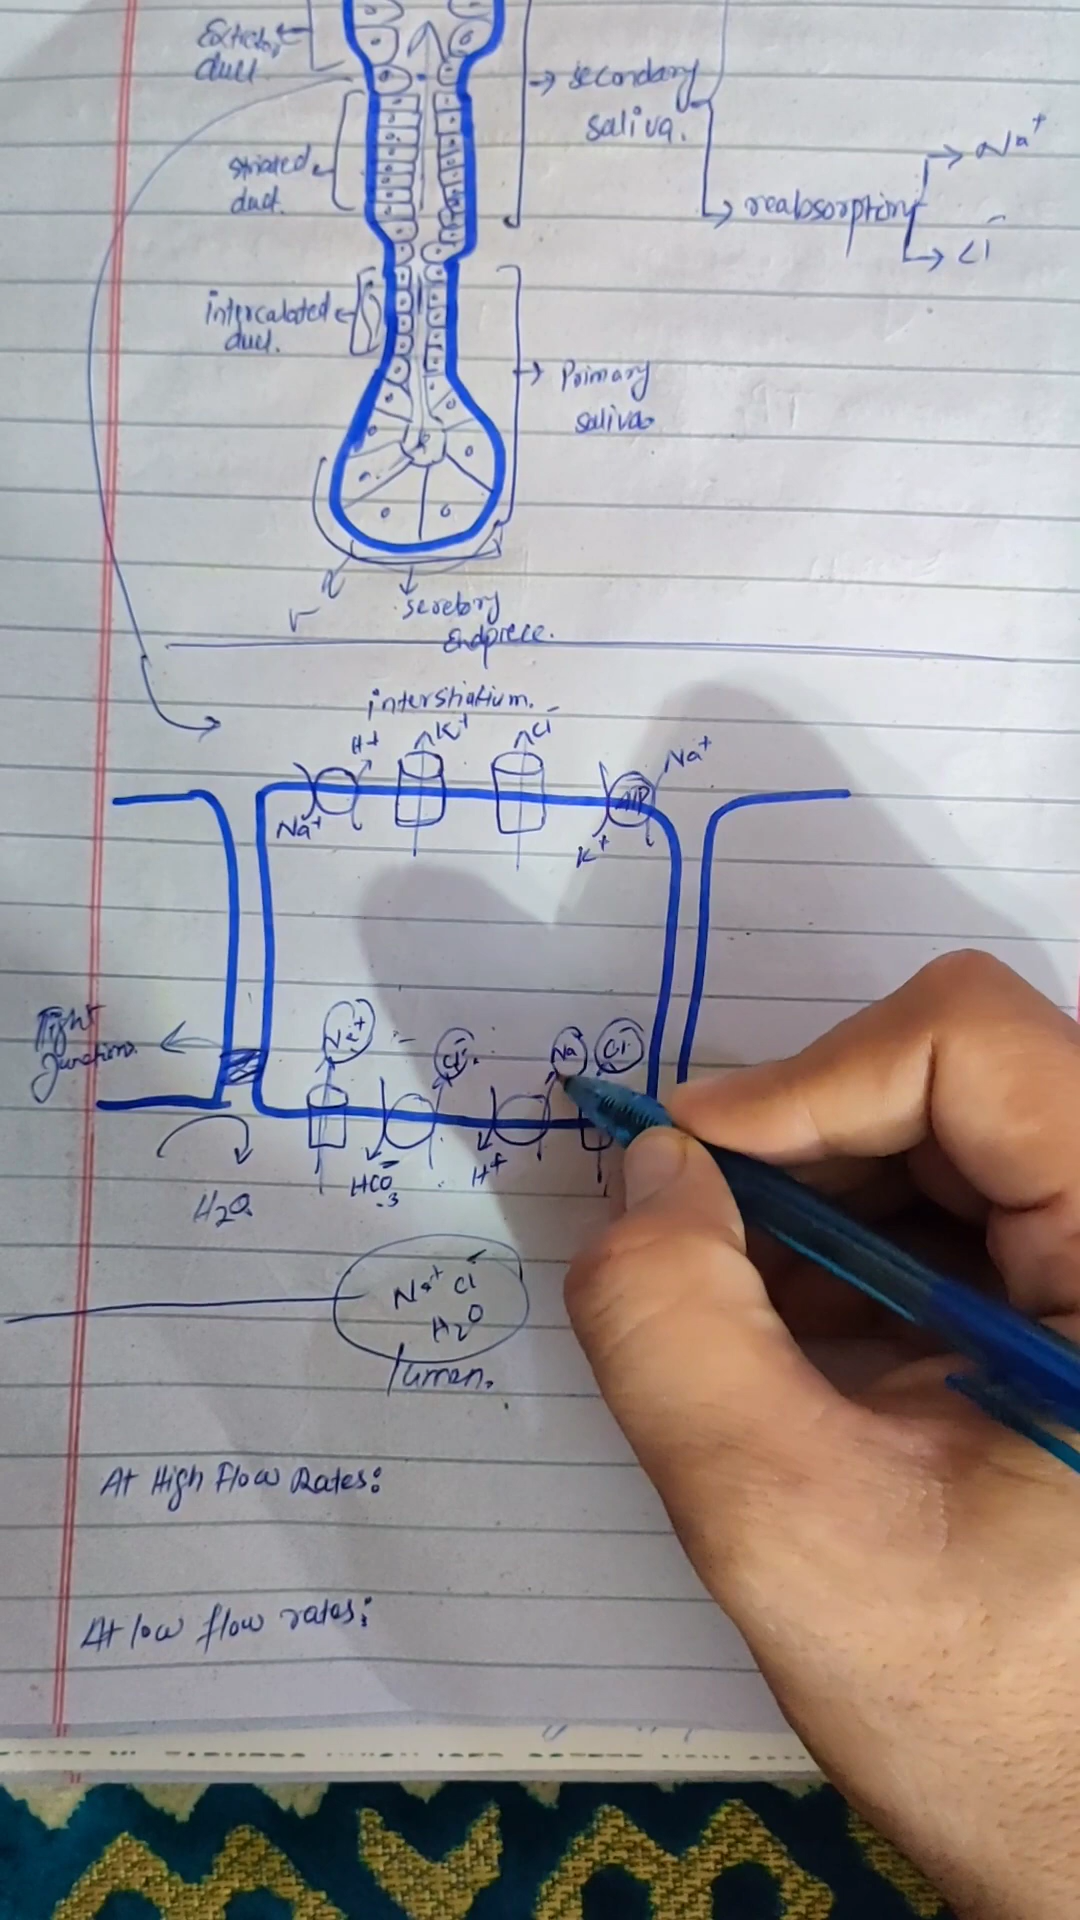 duct.
secondary
saliva.
Na+
striated
duct.
reabsorption
Cl-
intercalated
duct.
Primary
saliva
secretory
Endpiece.
interstiatium.
H+
K+
Cl-
Na+
Na+
ATP
K+
Tight
Junction.
Na+
Cl-
Na
Cl-
HCO3-
H+
H2O.
Na+ Cl-
H2O
lumen.
At High Flow Rates:
At low flow rates: